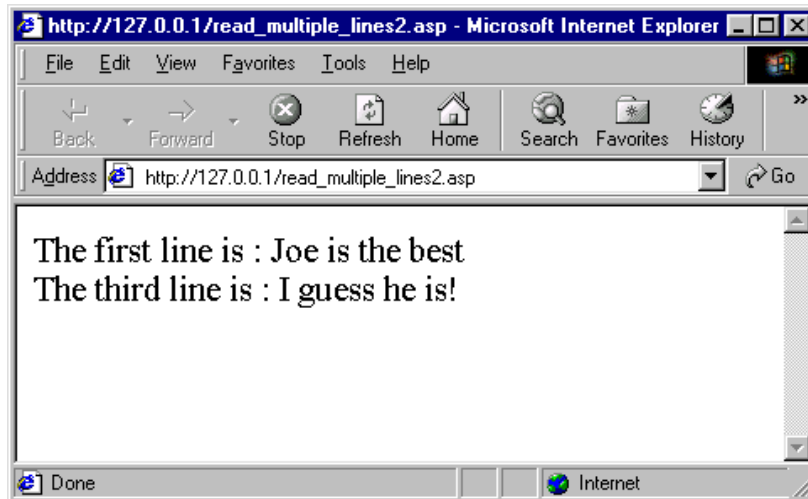 http://127.0.0.1/read_multiple_lines2.asp - Microsoft Internet Explorer
File Edit View Favorites Tools Help
Back Forward Stop Refresh Home Search Favorites History »
Address http://127.0.0.1/read_multiple_lines2.asp Go
The first line is : Joe is the best
The third line is : I guess he is!
Done Internet